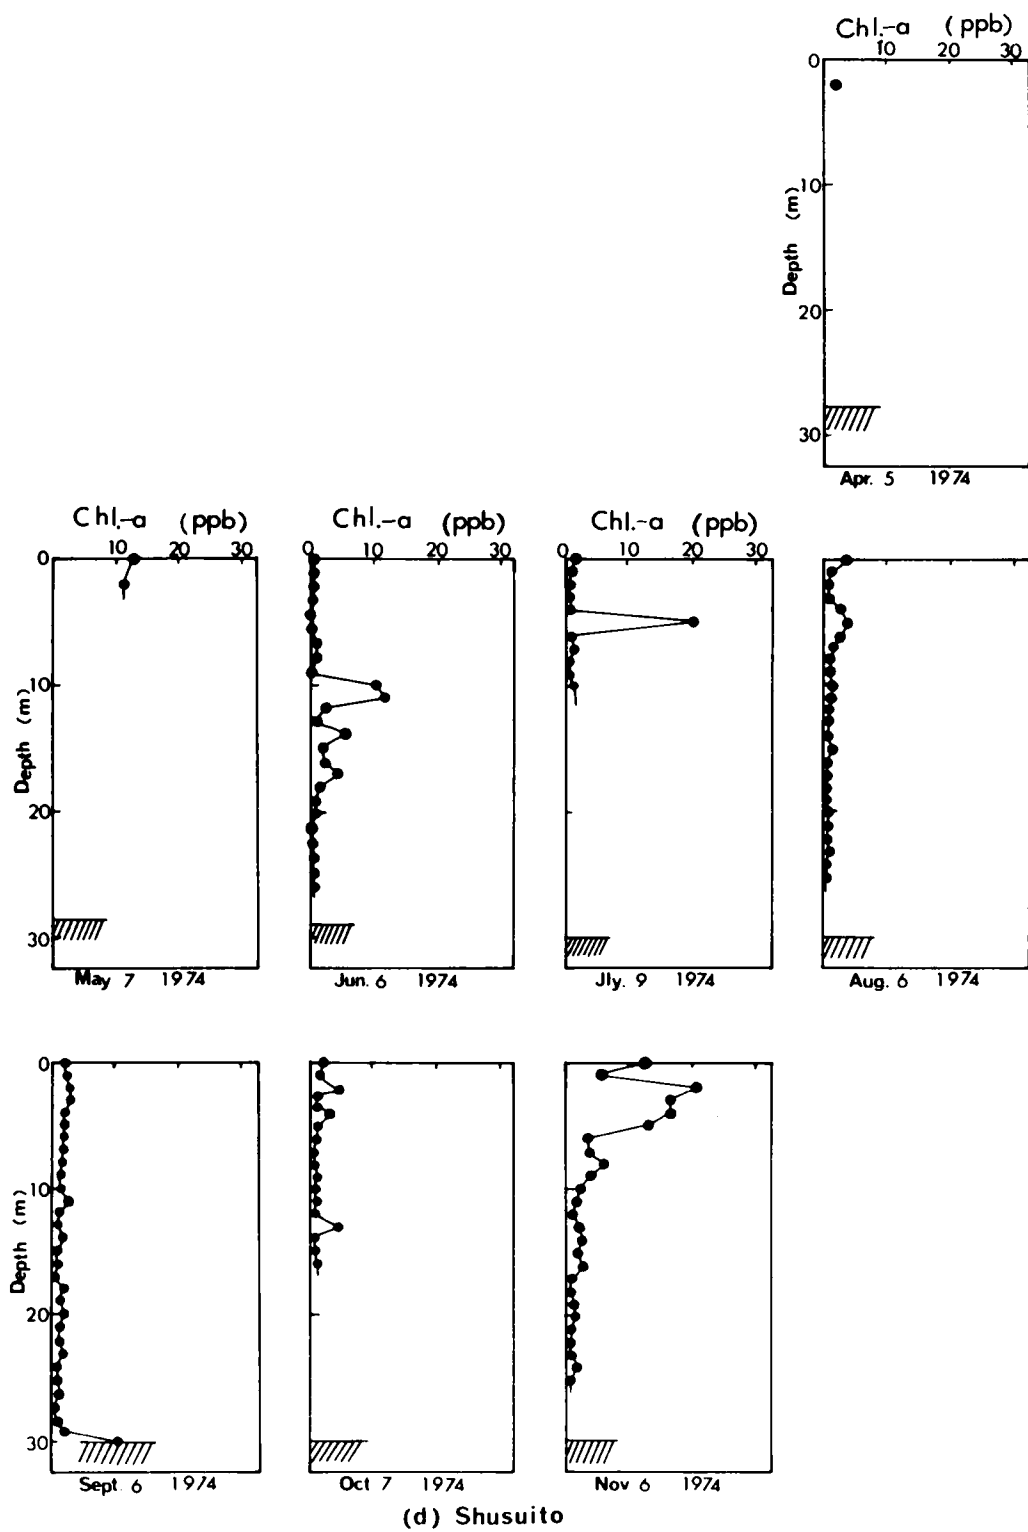 Chl.-a (ppb)
10 20 30
0
10
20
30
Depth (m)
Apr. 5 1974
Chl.-a (ppb)
10 20 30
0
10
20
30
Depth (m)
May 7 1974
Chl.-a (ppb)
0 10 20 30
Jun. 6 1974
Chl.-a (ppb)
0 10 20 30
Jly. 9 1974
Aug. 6 1974
0
10
20
30
Depth (m)
Sept. 6 1974
Oct 7 1974
Nov 6 1974
(d) Shusuito